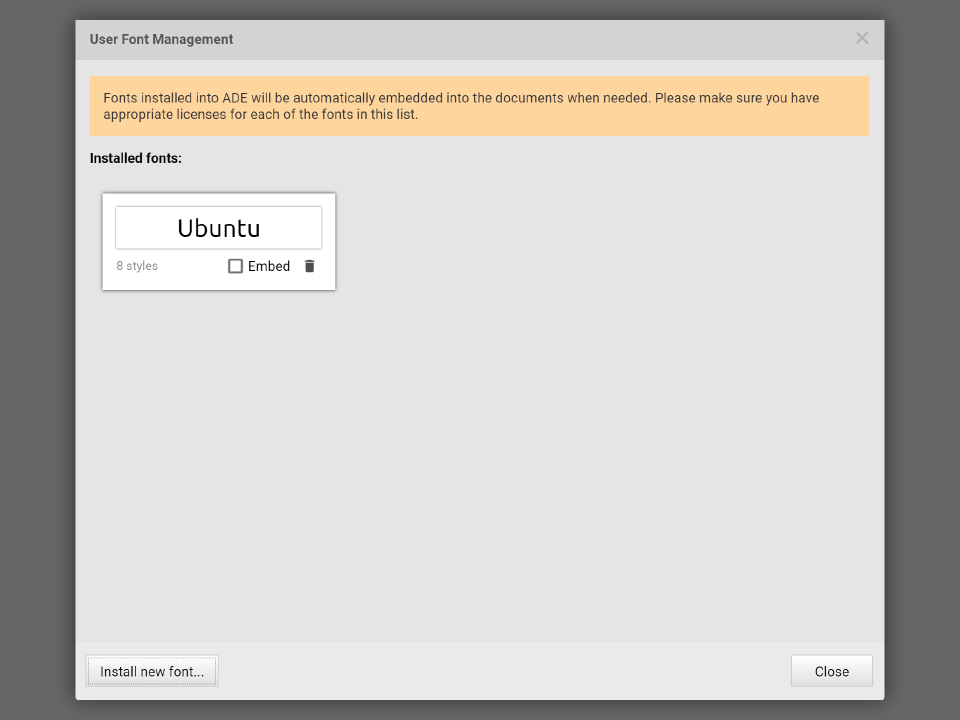 User Font Management
Fonts installed into ADE will be automatically embedded into the documents when needed. Please make sure you have
appropriate licenses for each of the fonts in this list.
Installed fonts:
Ubuntu
8 styles
Embed
Install new font...
Close